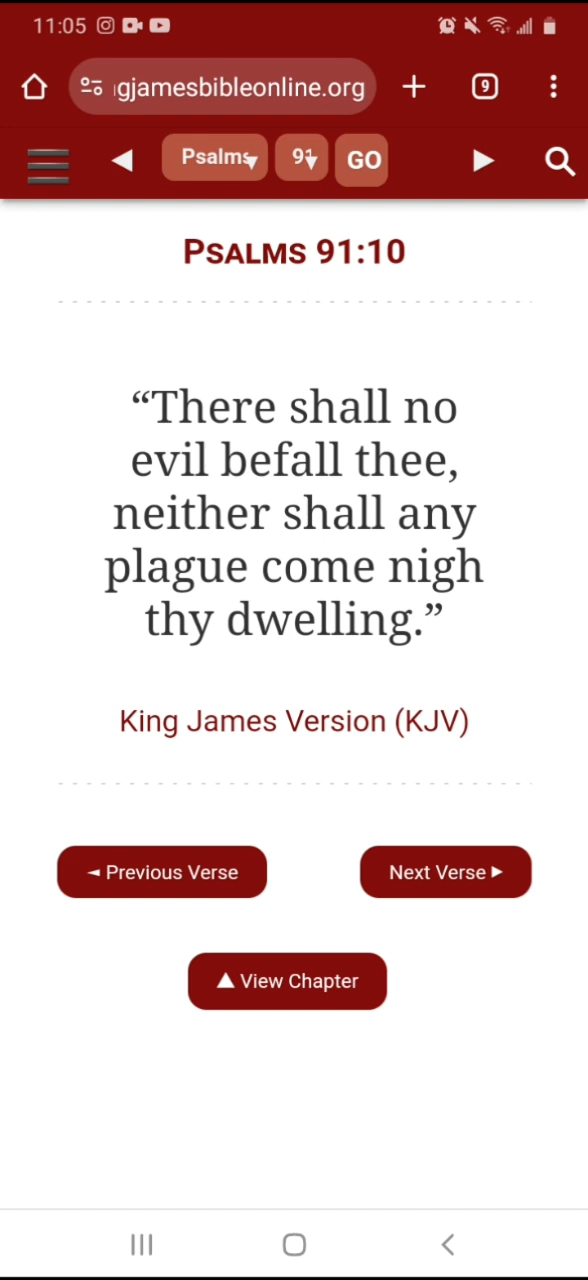 11:05
gjamesbibleonline.org
9
Psalms
91
GO
PSALMS 91:10
“There shall no
evil befall thee,
neither shall any
plague come nigh
thy dwelling.”
King James Version (KJV)
◄ Previous Verse
Next Verse ►
▲ View Chapter